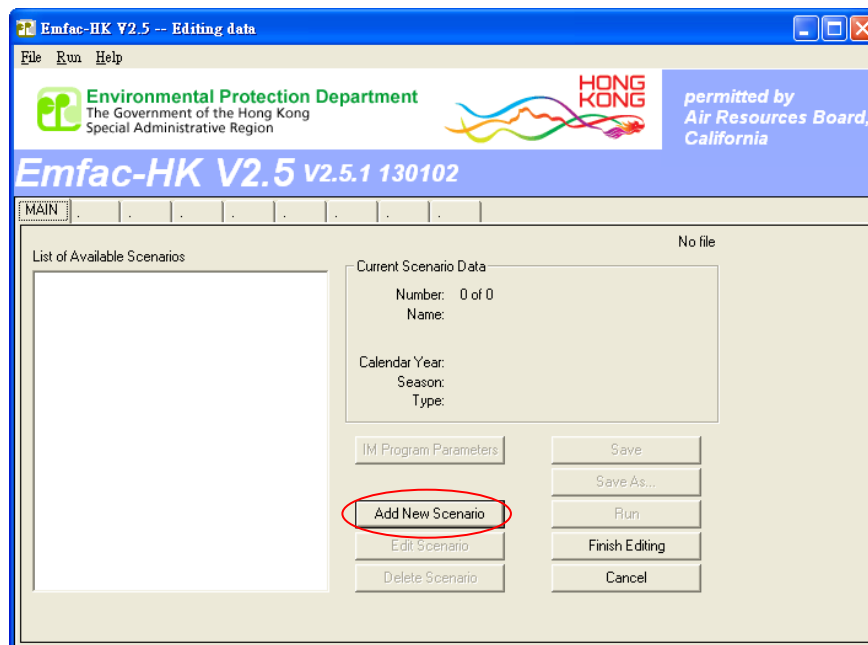 Emfac-HK V2.5 -- Editing data
File Run Help
Environmental Protection Department
The Government of the Hong Kong
Special Administrative Region
HONG
KONG
permitted by
Air Resources Board,
California
Emfac-HK V2.5 V2.5.1 130102
MAIN . . . . . . . .
No file
List of Available Scenarios
Current Scenario Data
Number: 0 of 0
Name:
Calendar Year:
Season:
Type:
IM Program Parameters
Save
Save As...
Add New Scenario
Run
Edit Scenario
Finish Editing
Delete Scenario
Cancel